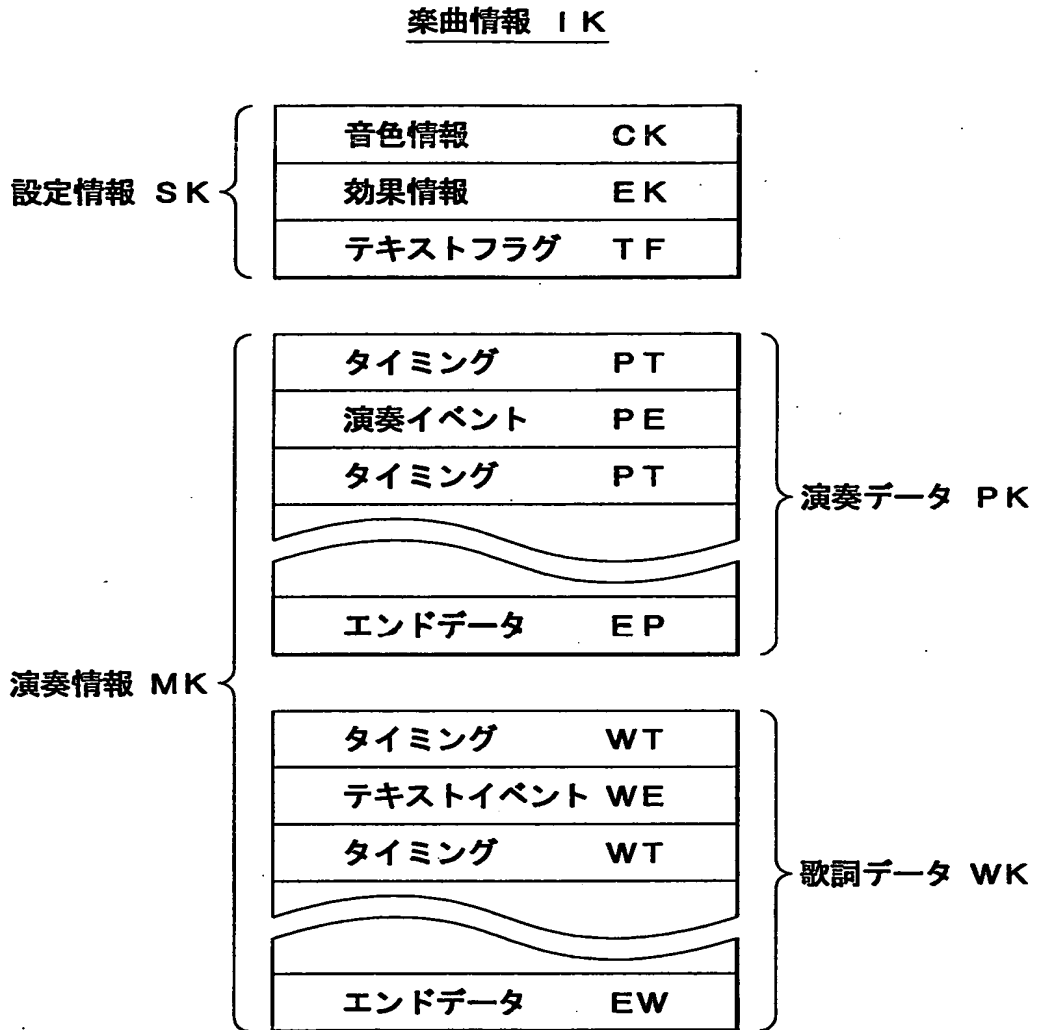 楽曲情報 IK
設定情報 SK
音色情報 CK
効果情報 EK
テキストフラグ TF
演奏情報 MK
タイミング PT
演奏イベント PE
タイミング PT
エンドデータ EP
演奏データ PK
タイミング WT
テキストイベント WE
タイミング WT
エンドデータ EW
歌詞データ WK